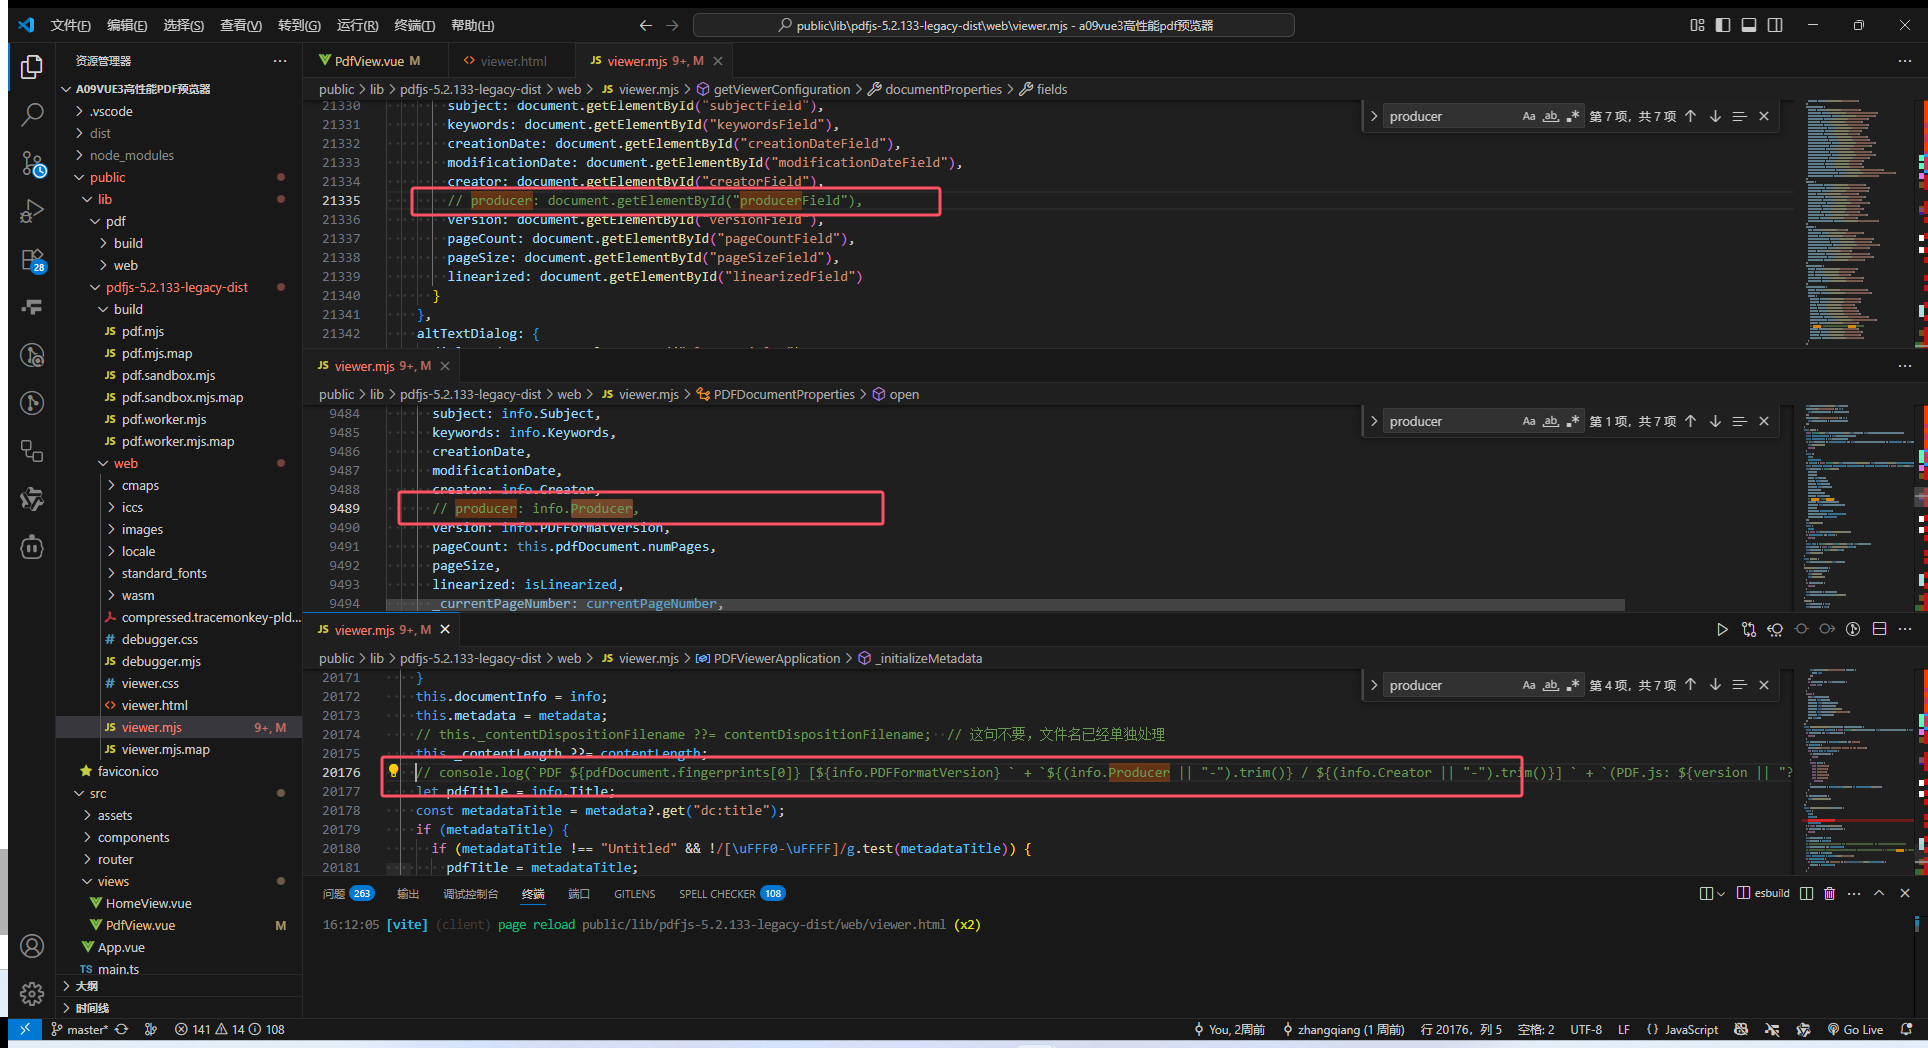 文件(F) 编辑(E) 选择(S) 查看(V) 转到(G) 运行(R) 终端(T) 帮助(H)
public\lib\pdfjs-5.2.133-legacy-dist\web\viewer.mjs - a09vue3高性能pdf预览器
资源管理器
A09VUE3高性能PDF预览器
.vscode
dist
node_modules
public
lib
pdf
build
web
pdfjs-5.2.133-legacy-dist
build
JS pdf.mjs
JS pdf.mjs.map
JS pdf.sandbox.mjs
JS pdf.sandbox.mjs.map
JS pdf.worker.mjs
JS pdf.worker.mjs.map
web
cmaps
iccs
images
locale
standard_fonts
wasm
compressed.tracemonkey-pld...
# debugger.css
JS debugger.mjs
# viewer.css
<> viewer.html
JS viewer.mjs 9+, M
JS viewer.mjs.map
favicon.ico
src
assets
components
router
views
HomeView.vue
PdfView.vue M
App.vue
TS main.ts
大纲
时间线
28
PdfView.vue M
<> viewer.html
JS viewer.mjs 9+, M
public > lib > pdfjs-5.2.133-legacy-dist > web > JS viewer.mjs > getViewerConfiguration > documentProperties > fields
producer Aa ab 第 7 项，共 7 项
21330 subject: document.getElementById("subjectField"),
21331 keywords: document.getElementById("keywordsField"),
21332 creationDate: document.getElementById("creationDateField"),
21333 modificationDate: document.getElementById("modificationDateField"),
21334 creator: document.getElementById("creatorField"),
21335 // producer: document.getElementById("producerField"),
21336 version: document.getElementById("versionField"),
21337 pageCount: document.getElementById("pageCountField"),
21338 pageSize: document.getElementById("pageSizeField"),
21339 linearized: document.getElementById("linearizedField")
21340 }
21341 },
21342 altTextDialog: {
JS viewer.mjs 9+, M
public > lib > pdfjs-5.2.133-legacy-dist > web > JS viewer.mjs > PDFDocumentProperties > open
producer Aa ab 第 1 项，共 7 项
9484 subject: info.Subject,
9485 keywords: info.Keywords,
9486 creationDate,
9487 modificationDate,
9488 creator: info.Creator,
9489 // producer: info.Producer,
9490 version: info.PDFFormatVersion,
9491 pageCount: this.pdfDocument.numPages,
9492 pageSize,
9493 linearized: isLinearized,
9494 _currentPageNumber: currentPageNumber,
JS viewer.mjs 9+, M
public > lib > pdfjs-5.2.133-legacy-dist > web > JS viewer.mjs > PDFViewerApplication > _initializeMetadata
producer Aa ab 第 4 项，共 7 项
20171 }
20172 this.documentInfo = info;
20173 this.metadata = metadata;
20174 // this._contentDispositionFilename ??= contentDispositionFilename; // 这句不要，文件名已经单独处理
20175 this._contentLength ??= contentLength;
20176 // console.log(`PDF ${pdfDocument.fingerprints[0]} [${info.PDFFormatVersion} ` + `${(info.Producer || "-").trim()} / ${(info.Creator || "-").trim()}] ` + `(PDF.js: ${version || "?
20177 let pdfTitle = info.Title;
20178 const metadataTitle = metadata?.get("dc:title");
20179 if (metadataTitle) {
20180 if (metadataTitle !== "Untitled" && !/[\uFFF0-\uFFFF]/g.test(metadataTitle)) {
20181 pdfTitle = metadataTitle;
问题 263 输出 调试控制台 终端 端口 GITLENS SPELL CHECKER 108
esbuild
16:12:05 [vite] (client) page reload public/lib/pdfjs-5.2.133-legacy-dist/web/viewer.html (x2)
master* 141 14 108
You, 2周前 zhangqiang (1 周前) 行 20176，列 5 空格: 2 UTF-8 LF {} JavaScript Go Live